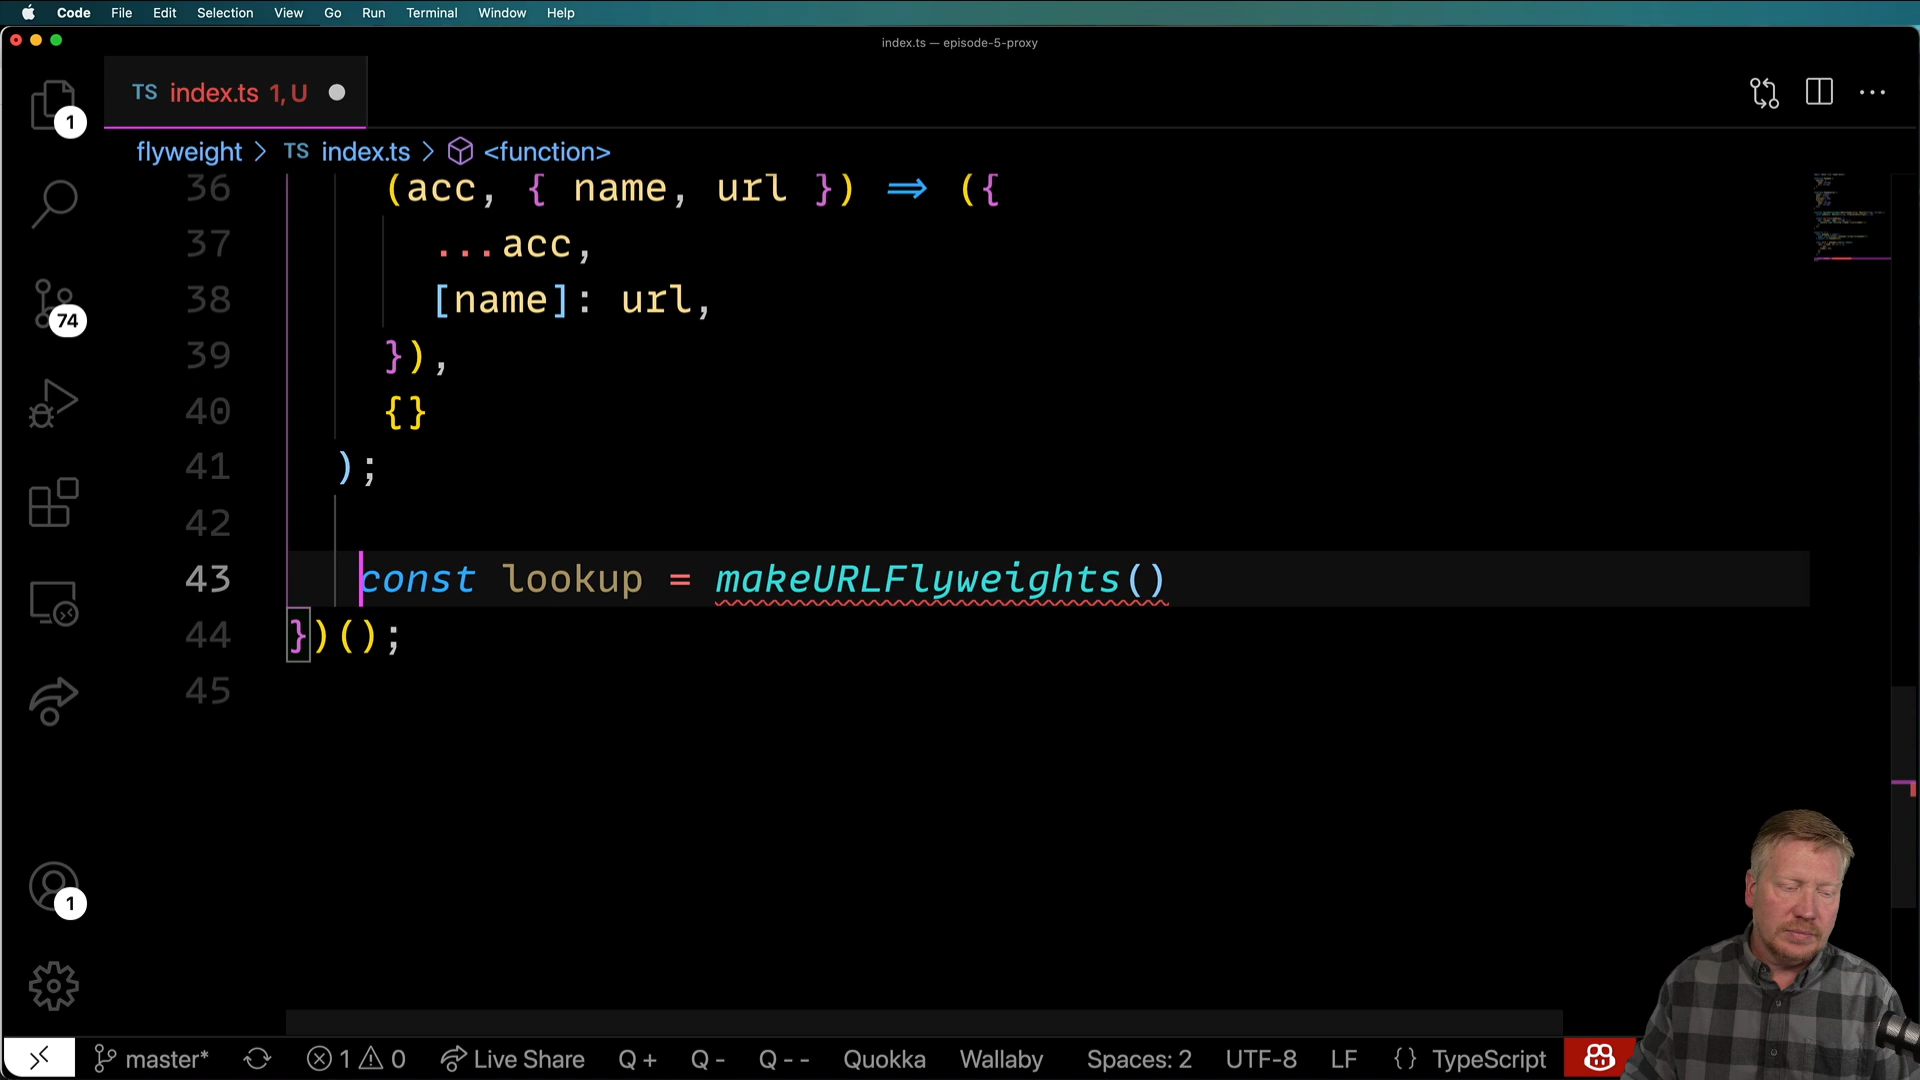 Code File Edit Selection View Go Run Terminal Window Help
index.ts — episode-5-proxy
TS index.ts 1, U
flyweight > TS index.ts > <function>
36 (acc, { name, url }) => ({
37 ...acc,
38 [name]: url,
39 }),
40 {}
41 );
42
43 const lookup = makeURLFlyweights()
44 })();
45
1
74
1
master* 1 0 Live Share Q + Q - Q - - Quokka Wallaby Spaces: 2 UTF-8 LF {} TypeScript